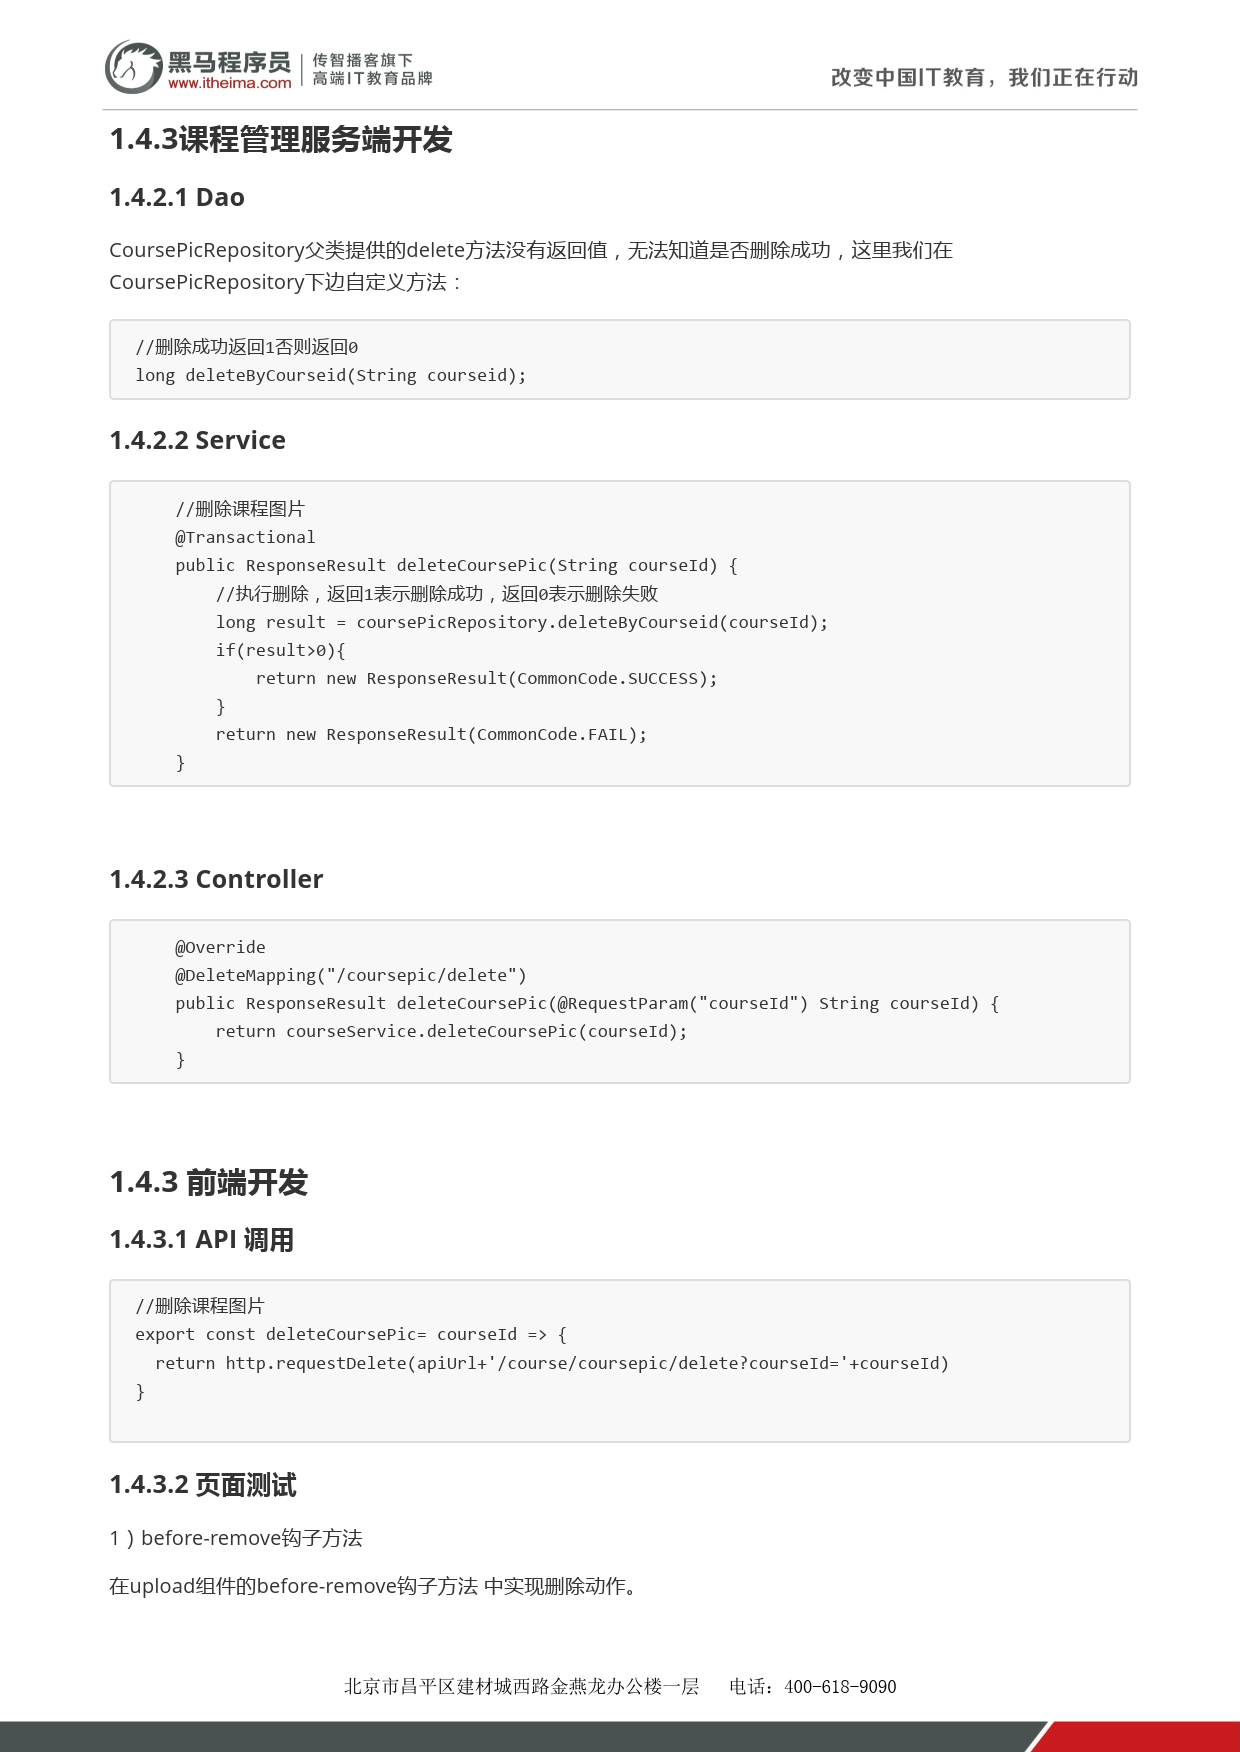 黑马程序员
www.itheima.com
传智播客旗下
高端IT教育品牌
改变中国IT教育，我们正在行动
1.4.3课程管理服务端开发
1.4.2.1 Dao
CoursePicRepository父类提供的delete方法没有返回值，无法知道是否删除成功，这里我们在
CoursePicRepository下边自定义方法：
//删除成功返回1否则返回0
long deleteByCourseid(String courseid);
1.4.2.2 Service
//删除课程图片
@Transactional
public ResponseResult deleteCoursePic(String courseId) {
//执行删除，返回1表示删除成功，返回0表示删除失败
long result = coursePicRepository.deleteByCourseid(courseId);
if(result>0){
return new ResponseResult(CommonCode.SUCCESS);
}
return new ResponseResult(CommonCode.FAIL);
}
1.4.2.3 Controller
@Override
@DeleteMapping("/coursepic/delete")
public ResponseResult deleteCoursePic(@RequestParam("courseId") String courseId) {
return courseService.deleteCoursePic(courseId);
}
1.4.3 前端开发
1.4.3.1 API 调用
//删除课程图片
export const deleteCoursePic= courseId => {
return http.requestDelete(apiUrl+'/course/coursepic/delete?courseId='+courseId)
}
1.4.3.2 页面测试
1）before-remove钩子方法
在upload组件的before-remove钩子方法 中实现删除动作。
北京市昌平区建材城西路金燕龙办公楼一层 电话：400-618-9090